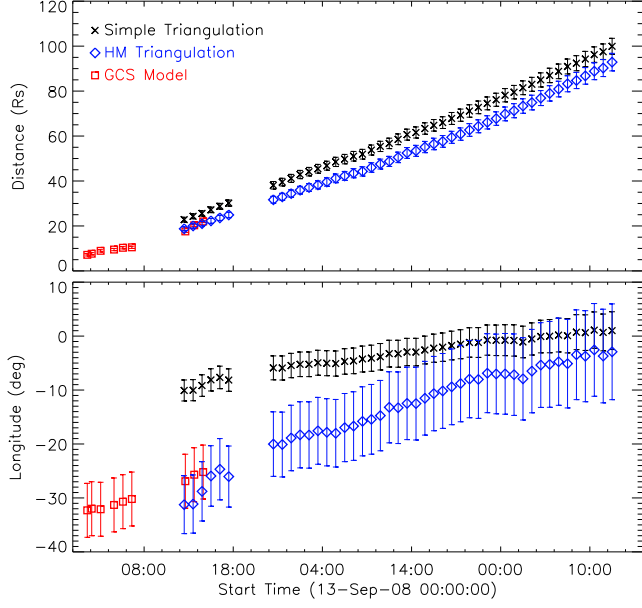 120
100
80
60
40
20
0
Distance (Rs)
Simple Triangulation
HM Triangulation
GCS Model
10
0
-10
-20
-30
-40
Longitude (deg)
08:00 18:00 04:00 14:00 00:00 10:00
Start Time (13-Sep-08 00:00:00)